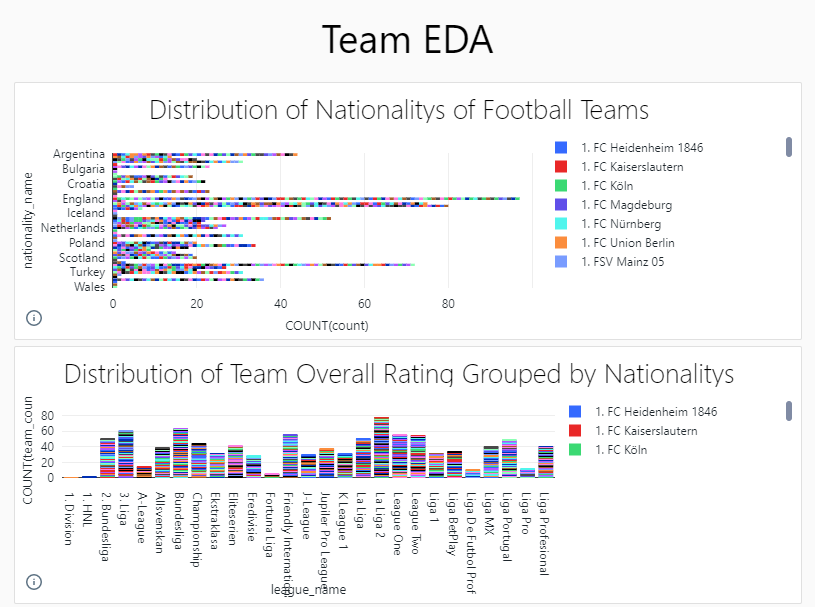 Team EDA
Distribution of Nationalitys of Football Teams
nationality_name
Argentina
Bulgaria
Croatia
England
Iceland
Netherlands
Poland
Scotland
Turkey
Wales
0 20 40 60 80
COUNT(count)
1. FC Heidenheim 1846
1. FC Kaiserslautern
1. FC Köln
1. FC Magdeburg
1. FC Nürnberg
1. FC Union Berlin
1. FSV Mainz 05
Distribution of Team Overall Rating Grouped by Nationalitys
COUNT(team_coun
80
60
40
20
0
1. Division
1. HNL
2. Bundesliga
3. Liga
A-League
Allsvenskan
Bundesliga
Championship
Ekstraklasa
Eliteserien
Eredivisie
Fortuna Liga
Friendly Internatio
J-League
Jupiler Pro League
K League 1
La Liga
La Liga 2
League One
League Two
Liga 1
Liga BetPlay
Liga De Futbol Prof
Liga MX
Liga Portugal
Liga Pro
Liga Profesional
league_name
1. FC Heidenheim 1846
1. FC Kaiserslautern
1. FC Köln